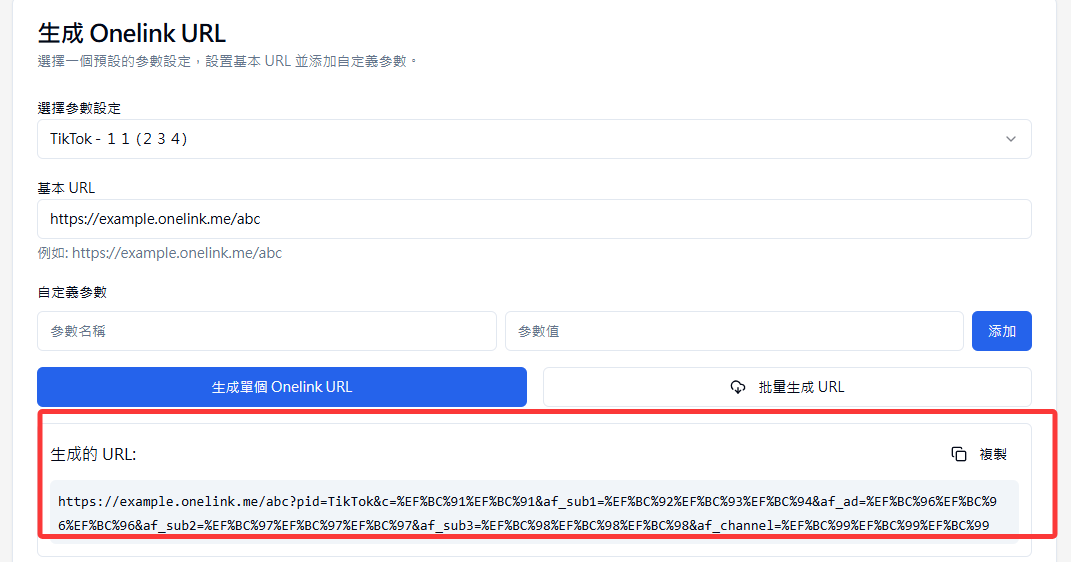 生成 Onelink URL
選擇一個預設的參數設定，設置基本 URL 並添加自定義參數。
選擇參數設定
TikTok - １１ (２３４)
基本 URL
https://example.onelink.me/abc
例如: https://example.onelink.me/abc
自定義參數
參數名稱 參數值 添加
生成單個 Onelink URL 批量生成 URL
生成的 URL: 複製
https://example.onelink.me/abc?pid=TikTok&c=%EF%BC%91%EF%BC%91&af_sub1=%EF%BC%92%EF%BC%93%EF%BC%94&af_ad=%EF%BC%96%EF%BC%9
6%EF%BC%96&af_sub2=%EF%BC%97%EF%BC%97%EF%BC%97&af_sub3=%EF%BC%98%EF%BC%98%EF%BC%98&af_channel=%EF%BC%99%EF%BC%99%EF%BC%99